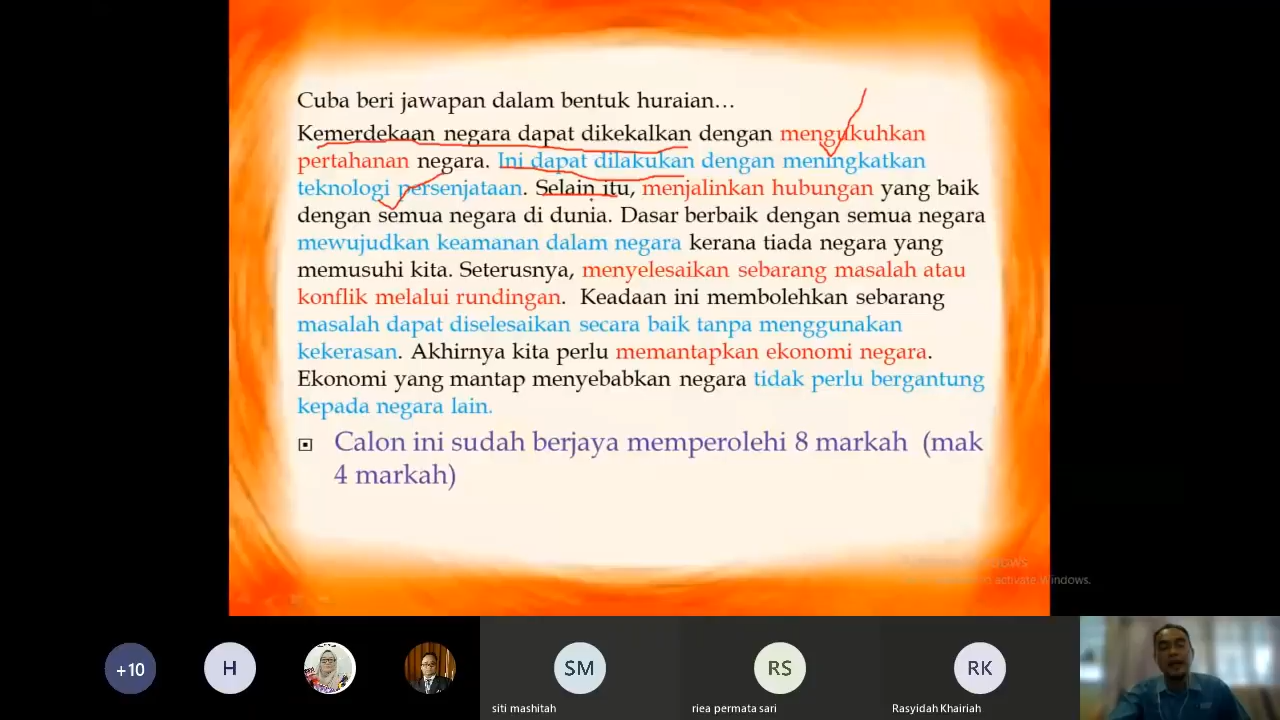 Cuba beri jawapan dalam bentuk huraian…
Kemerdekaan negara dapat dikekalkan dengan mengukuhkan
pertahanan negara. Ini dapat dilakukan dengan meningkatkan
teknologi persenjataan. Selain itu, menjalinkan hubungan yang baik
dengan semua negara di dunia. Dasar berbaik dengan semua negara
mewujudkan keamanan dalam negara kerana tiada negara yang
memusuhi kita. Seterusnya, menyelesaikan sebarang masalah atau
konflik melalui rundingan. Keadaan ini membolehkan sebarang
masalah dapat diselesaikan secara baik tanpa menggunakan
kekerasan. Akhirnya kita perlu memantapkan ekonomi negara.
Ekonomi yang mantap menyebabkan negara tidak perlu bergantung
kepada negara lain.
Calon ini sudah berjaya memperolehi 8 markah (mak
4 markah)
activate Windows.
+10
H
SM
RS
RK
siti mashitah
riea permata sari
Rasyidah Khairiah